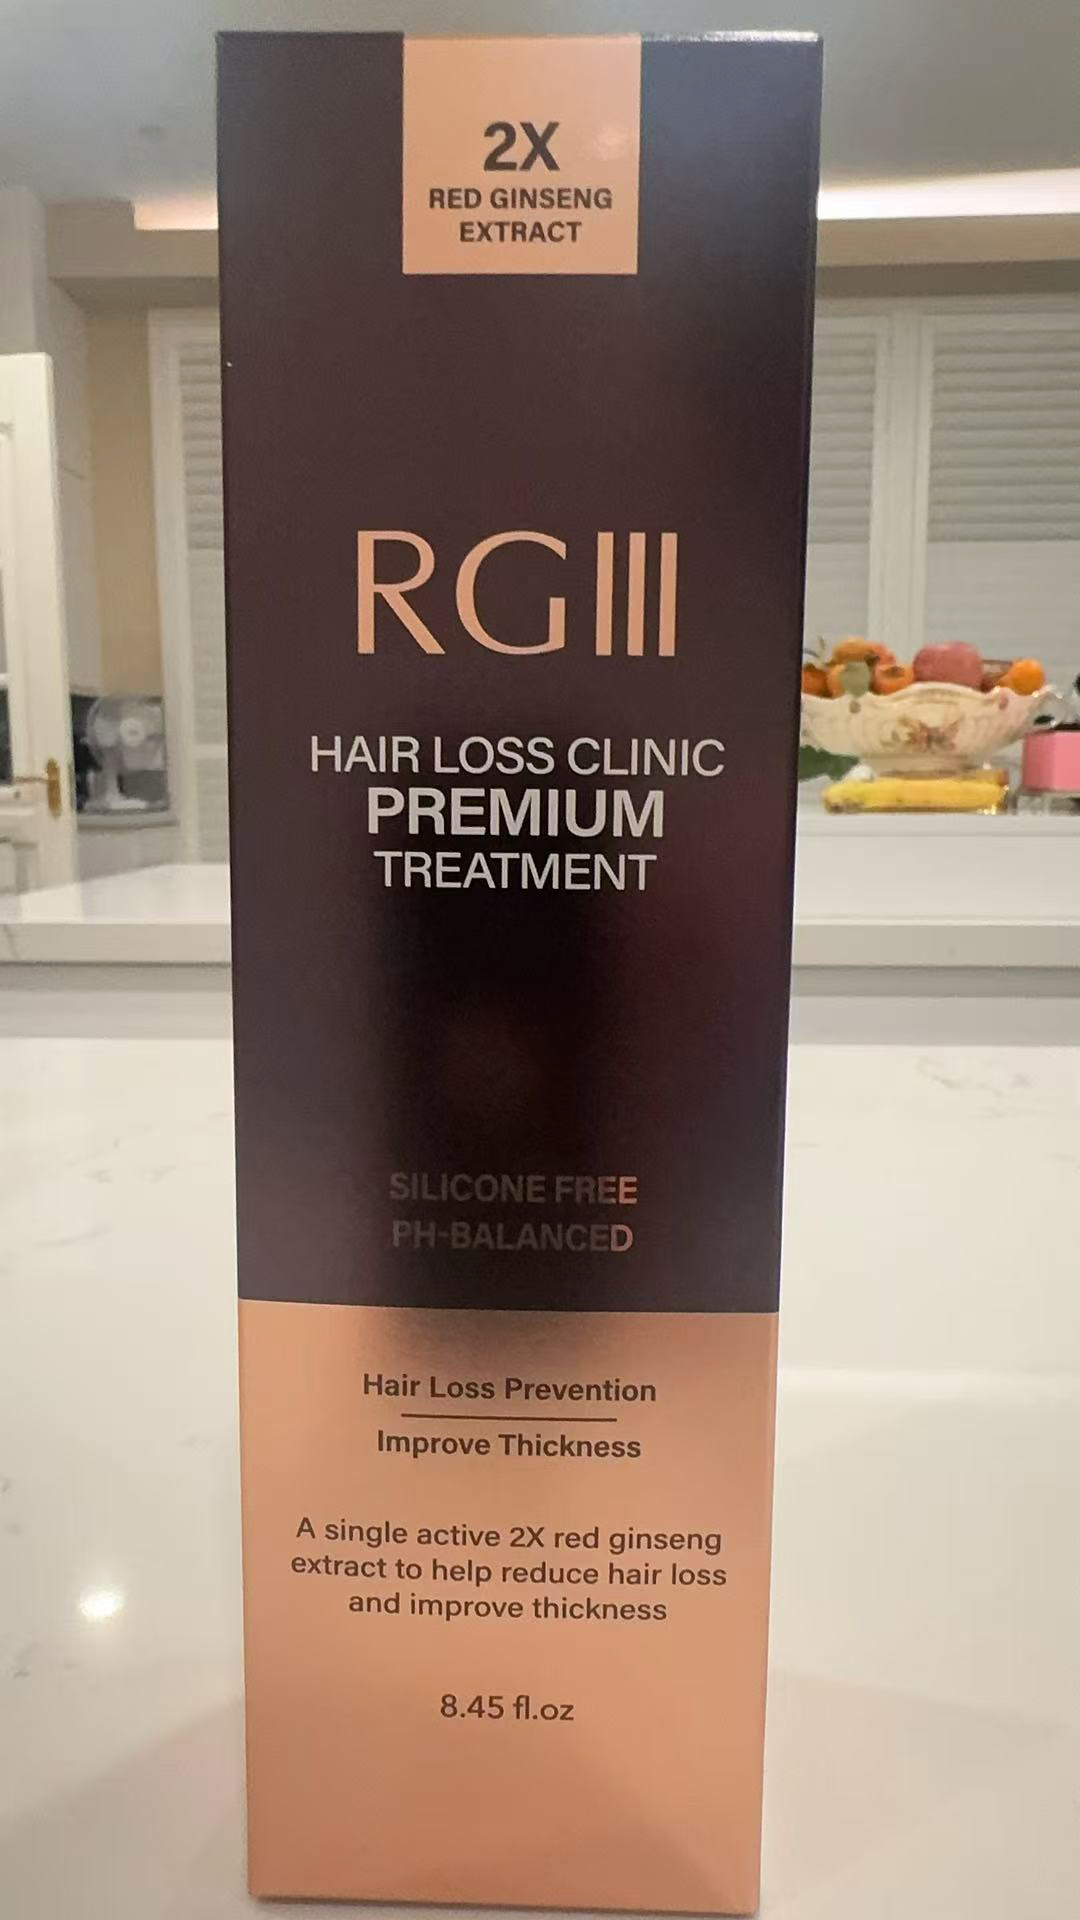 2X
RED GINSENG
EXTRACT
RGIII
HAIR LOSS CLINIC
PREMIUM
TREATMENT
SILICONE FREE
PH-BALANCED
Hair Loss Prevention
Improve Thickness
A single active 2X red ginseng
extract to help reduce hair loss
and improve thickness
8.45 fl.oz